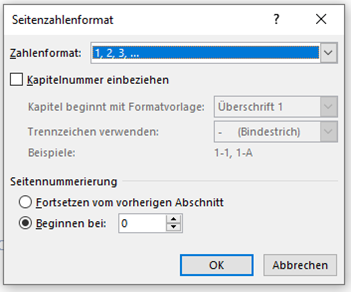 Seitenzahlenformat ? ×
Zahlenformat: 1, 2, 3, ...
Kapitelnummer einbeziehen
Kapitel beginnt mit Formatvorlage: Überschrift 1
Trennzeichen verwenden: - (Bindestrich)
Beispiele: 1-1, 1-A
Seitennummerierung
Fortsetzen vom vorherigen Abschnitt
Beginnen bei: 0
OK Abbrechen